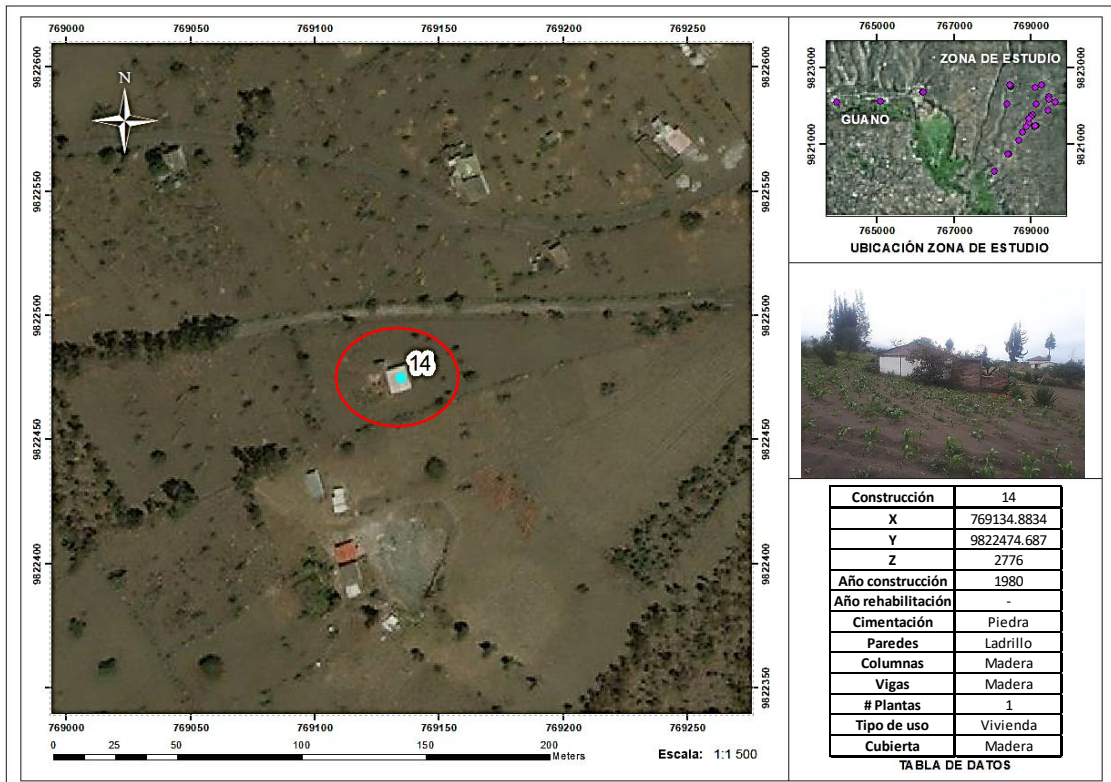 769000 769050 769100 769150 769200 769250
9822600 9822550 9822500 9822450 9822400 9822350
N
14
9822600 9822550 9822500 9822450 9822400 9822350
769000 769050 769100 769150 769200 769250
0 25 50 100 150 200
Meters
Escala: 1:1 500
765000 767000 769000
9823000 9821000
ZONA DE ESTUDIO
GUANO
9823000 9821000
765000 767000 769000
UBICACIÓN ZONA DE ESTUDIO
Construcción 14
X 769134.8834
Y 9822474.687
Z 2776
Año construcción 1980
Año rehabilitación -
Cimentación Piedra
Paredes Ladrillo
Columnas Madera
Vigas Madera
# Plantas 1
Tipo de uso Vivienda
Cubierta Madera
TABLA DE DATOS